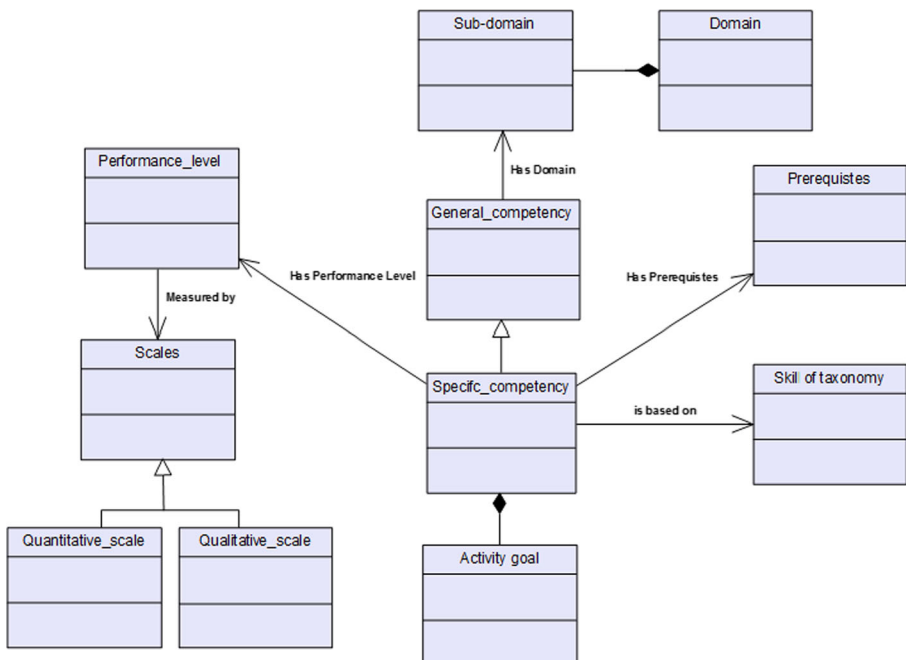 Sub-domain
Domain
Performance_level
Has Domain
Prerequistes
General_competency
Has Performance Level
Has Prerequistes
Measured by
Scales
Specifc_competency
Skill of taxonomy
is based on
Quantitative_scale
Qualitative_scale
Activity goal